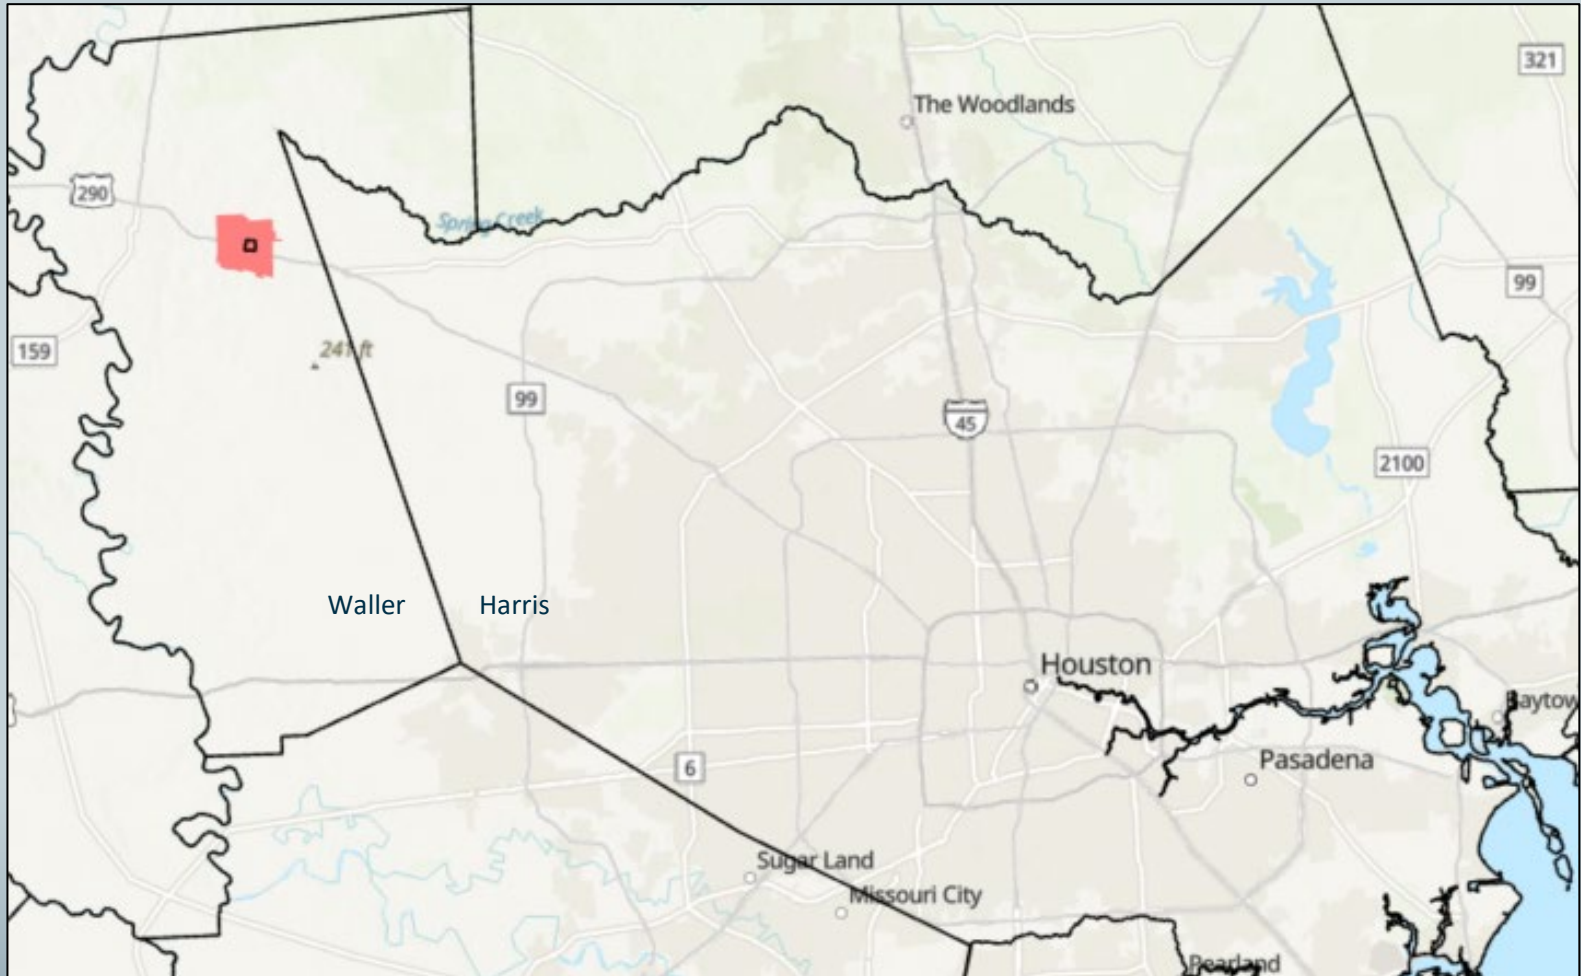 321
The Woodlands
290
Spring Creek
99
159
241 ft
99
45
2100
Waller
Harris
Houston
Baytow
6
Pasadena
Sugar Land
Missouri City
Pearland